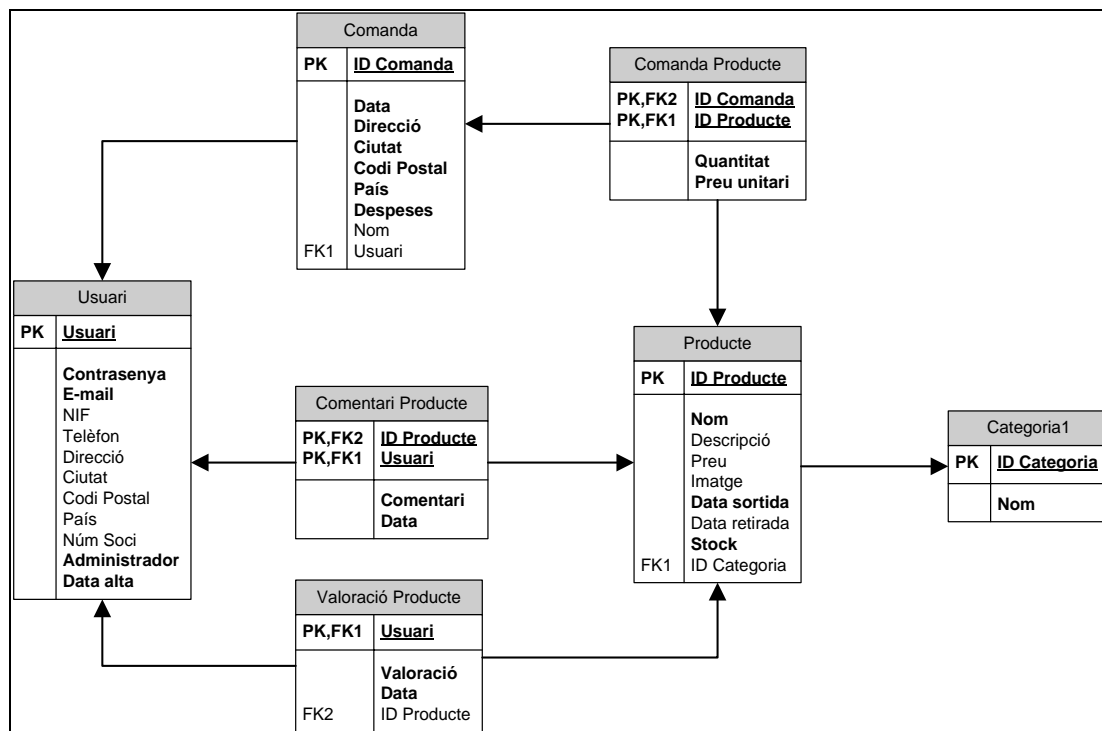 Comanda
PK ID Comanda
Data
Direcció
Ciutat
Codi Postal
País
Despeses
Nom
FK1 Usuari
Comanda Producte
PK,FK2 ID Comanda
PK,FK1 ID Producte
Quantitat
Preu unitari
Usuari
PK Usuari
Contrasenya
E-mail
NIF
Telèfon
Direcció
Ciutat
Codi Postal
País
Núm Soci
Administrador
Data alta
Comentari Producte
PK,FK2 ID Producte
PK,FK1 Usuari
Comentari
Data
Producte
PK ID Producte
Nom
Descripció
Preu
Imatge
Data sortida
Data retirada
Stock
FK1 ID Categoria
Categoria1
PK ID Categoria
Nom
Valoració Producte
PK,FK1 Usuari
Valoració
Data
FK2 ID Producte